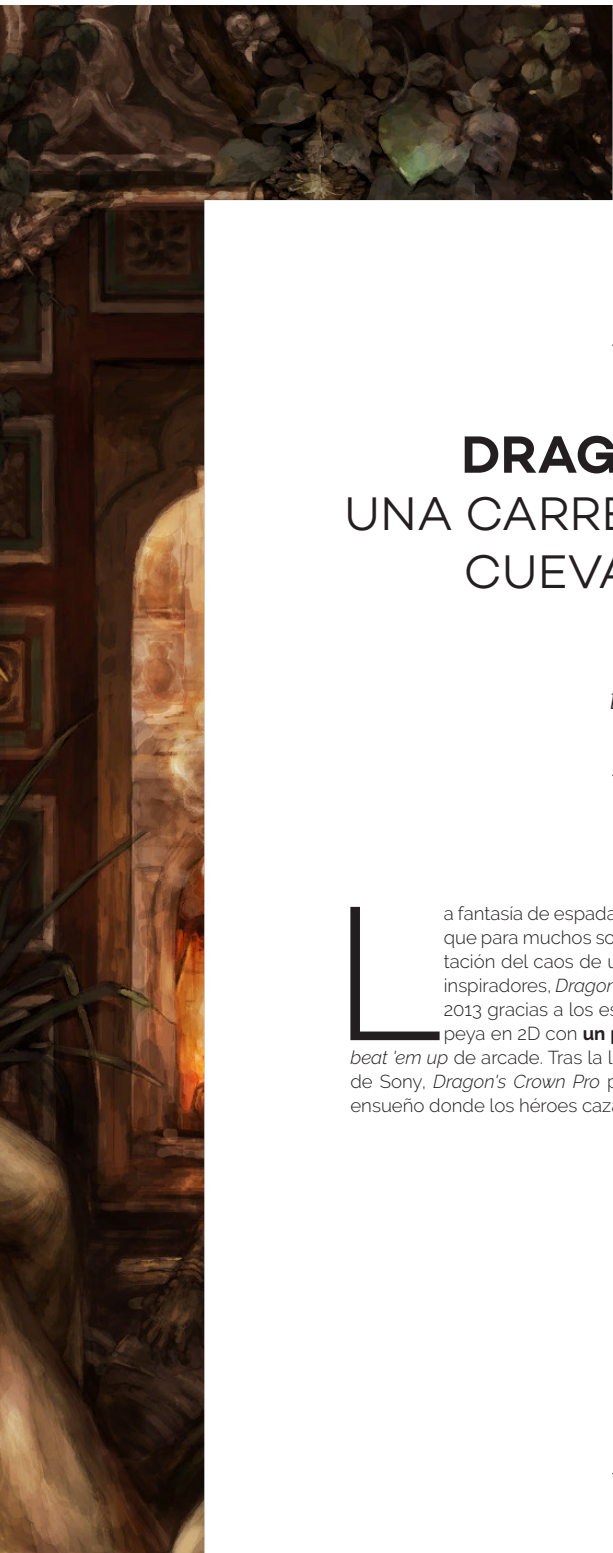 DRAG
UNA CARRE
CUEVA
La fantasía de espada
que para muchos so
tación del caos de u
inspiradores, Dragon
2013 gracias a los es
peya en 2D con un p
beat 'em up de arcade. Tras la l
de Sony, Dragon's Crown Pro p
ensueño donde los héroes caza